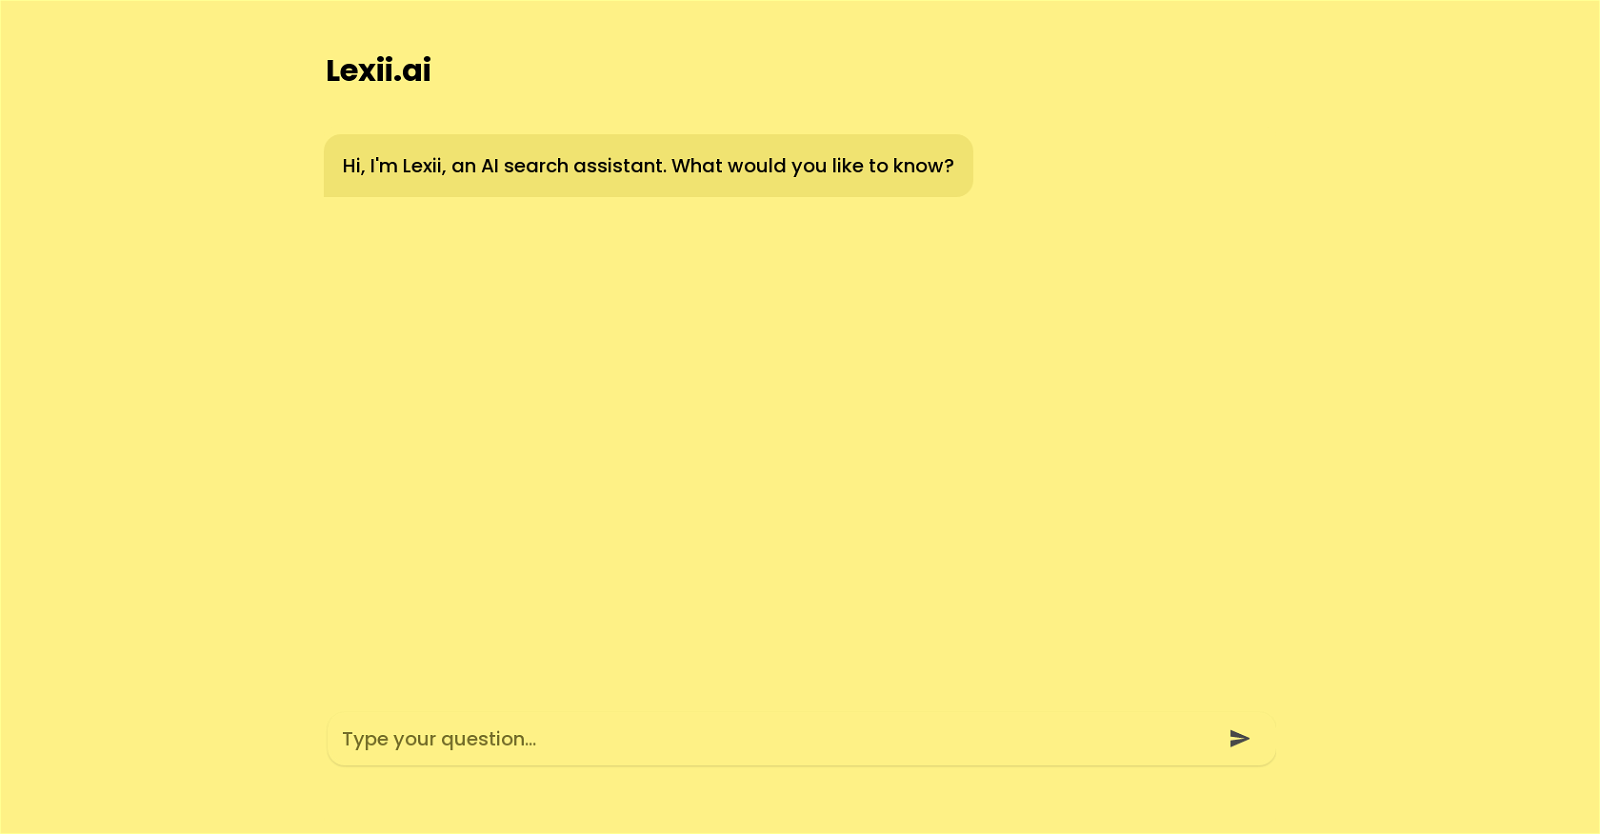 Lexii.ai
Hi, I'm Lexii, an AI search assistant. What would you like to know?
Type your question...